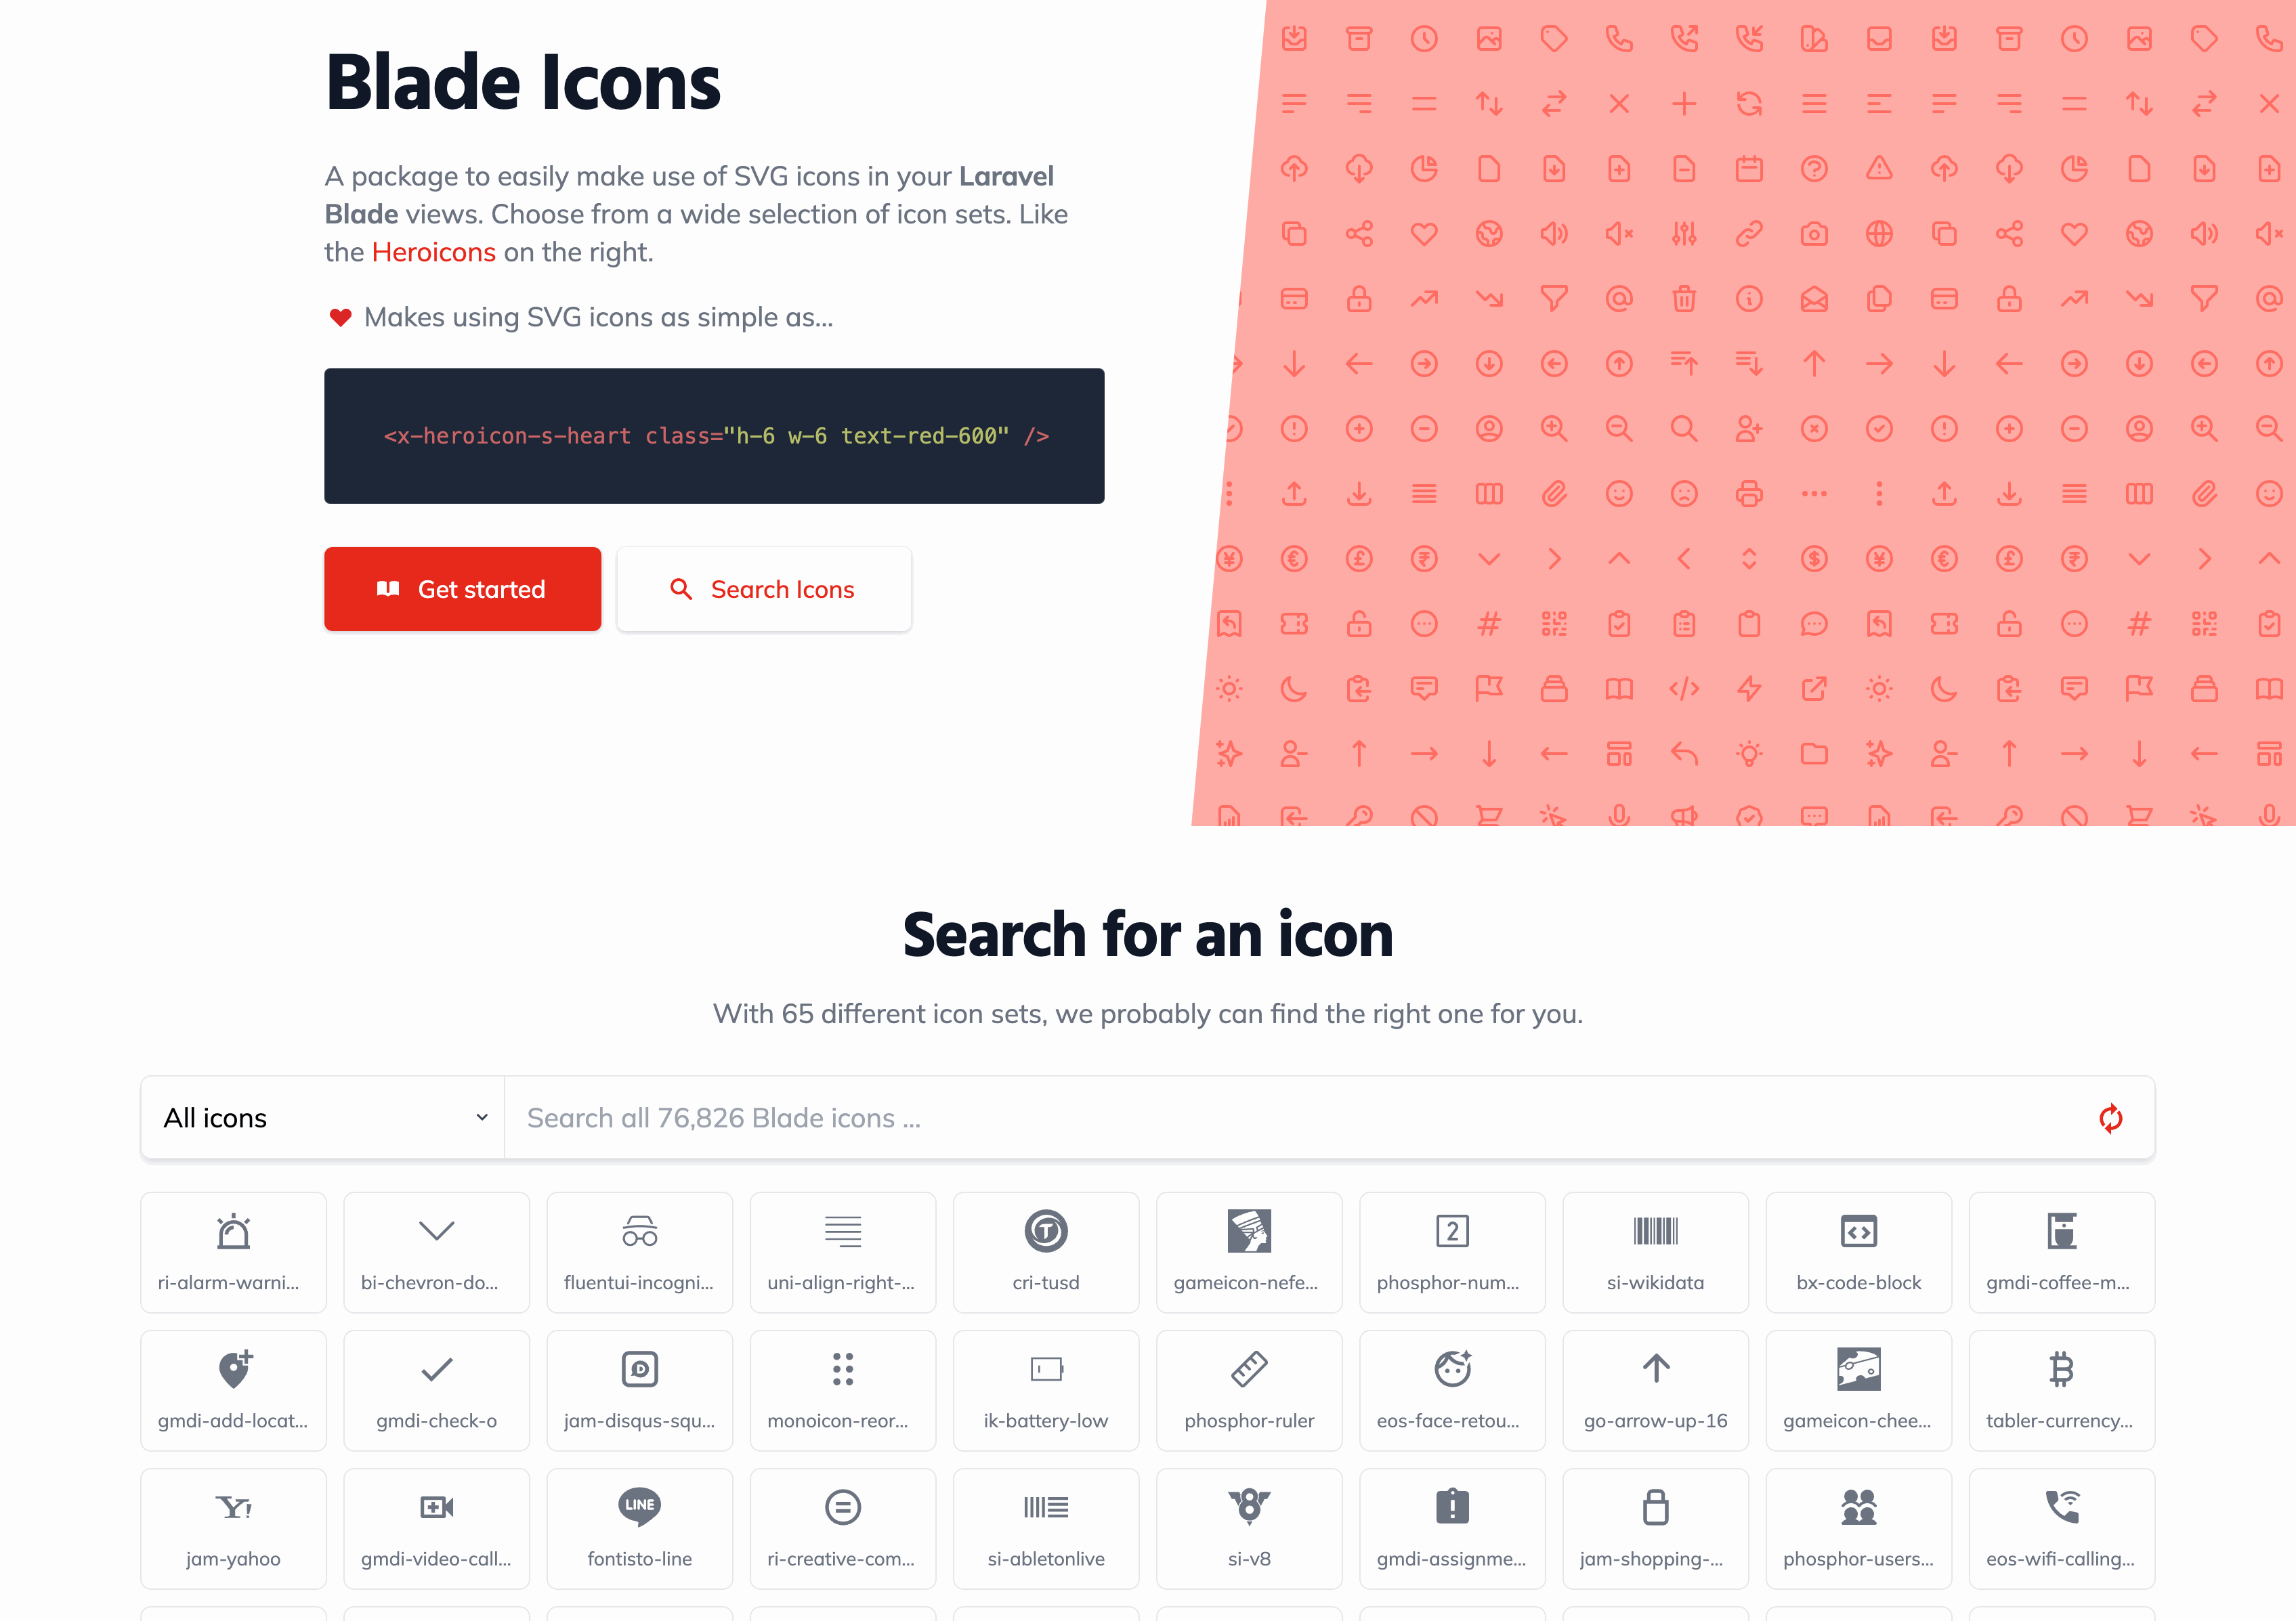 Blade Icons
A package to easily make use of SVG icons in your Laravel
Blade views. Choose from a wide selection of icon sets. Like
the Heroicons on the right.
Makes using SVG icons as simple as...
<x-heroicon-s-heart class="h-6 w-6 text-red-600" />
Get started
Search Icons
Search for an icon
With 65 different icon sets, we probably can find the right one for you.
All icons
Search all 76,826 Blade icons ...
ri-alarm-warni...
bi-chevron-do...
fluentui-incogni...
uni-align-right-...
cri-tusd
gameicon-nefe...
2
phosphor-num...
si-wikidata
bx-code-block
gmdi-coffee-m...
gmdi-add-locat...
gmdi-check-o
jam-disqus-squ...
monoicon-reor...
ik-battery-low
phosphor-ruler
eos-face-retou...
go-arrow-up-16
gameicon-chee...
tabler-currency...
Y!
jam-yahoo
gmdi-video-call...
LINE
fontisto-line
ri-creative-com...
si-abletonlive
si-v8
gmdi-assignme...
jam-shopping-...
phosphor-users...
eos-wifi-calling...